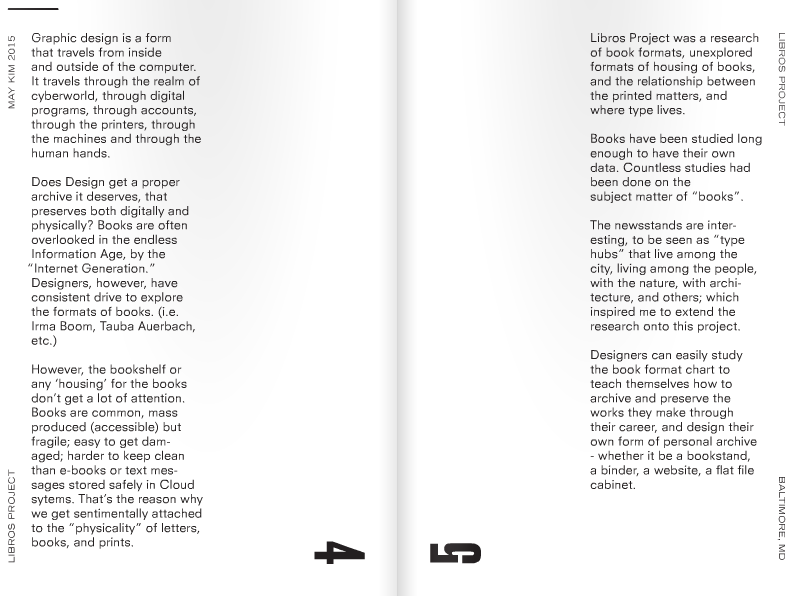 MAY KIM 2015
Graphic design is a form
that travels from inside
and outside of the computer.
It travels through the realm of
cyberworld, through digital
programs, through accounts,
through the printers, through
the machines and through the
human hands.
Does Design get a proper
archive it deserves, that
preserves both digitally and
physically? Books are often
overlooked in the endless
Information Age, by the
“Internet Generation.”
Designers, however, have
consistent drive to explore
the formats of books. (i.e.
Irma Boom, Tauba Auerbach,
etc.)
However, the bookshelf or
any ‘housing’ for the books
don’t get a lot of attention.
Books are common, mass
produced (accessible) but
fragile; easy to get dam-
aged; harder to keep clean
than e-books or text mes-
sages stored safely in Cloud
sytems. That’s the reason why
we get sentimentally attached
to the “physicality” of letters,
books, and prints.
LIBROS PROJECT
4
5
Libros Project was a research
of book formats, unexplored
formats of housing of books,
and the relationship between
the printed matters, and
where type lives.
Books have been studied long
enough to have their own
data. Countless studies had
been done on the
subject matter of “books”.
The newsstands are inter-
esting, to be seen as “type
hubs” that live among the
city, living among the people,
with the nature, with archi-
tecture, and others; which
inspired me to extend the
research onto this project.
Designers can easily study
the book format chart to
teach themselves how to
archive and preserve the
works they make through
their career, and design their
own form of personal archive
- whether it be a bookstand,
a binder, a website, a flat file
cabinet.
LIBROS PROJECT
BALTIMORE, MD